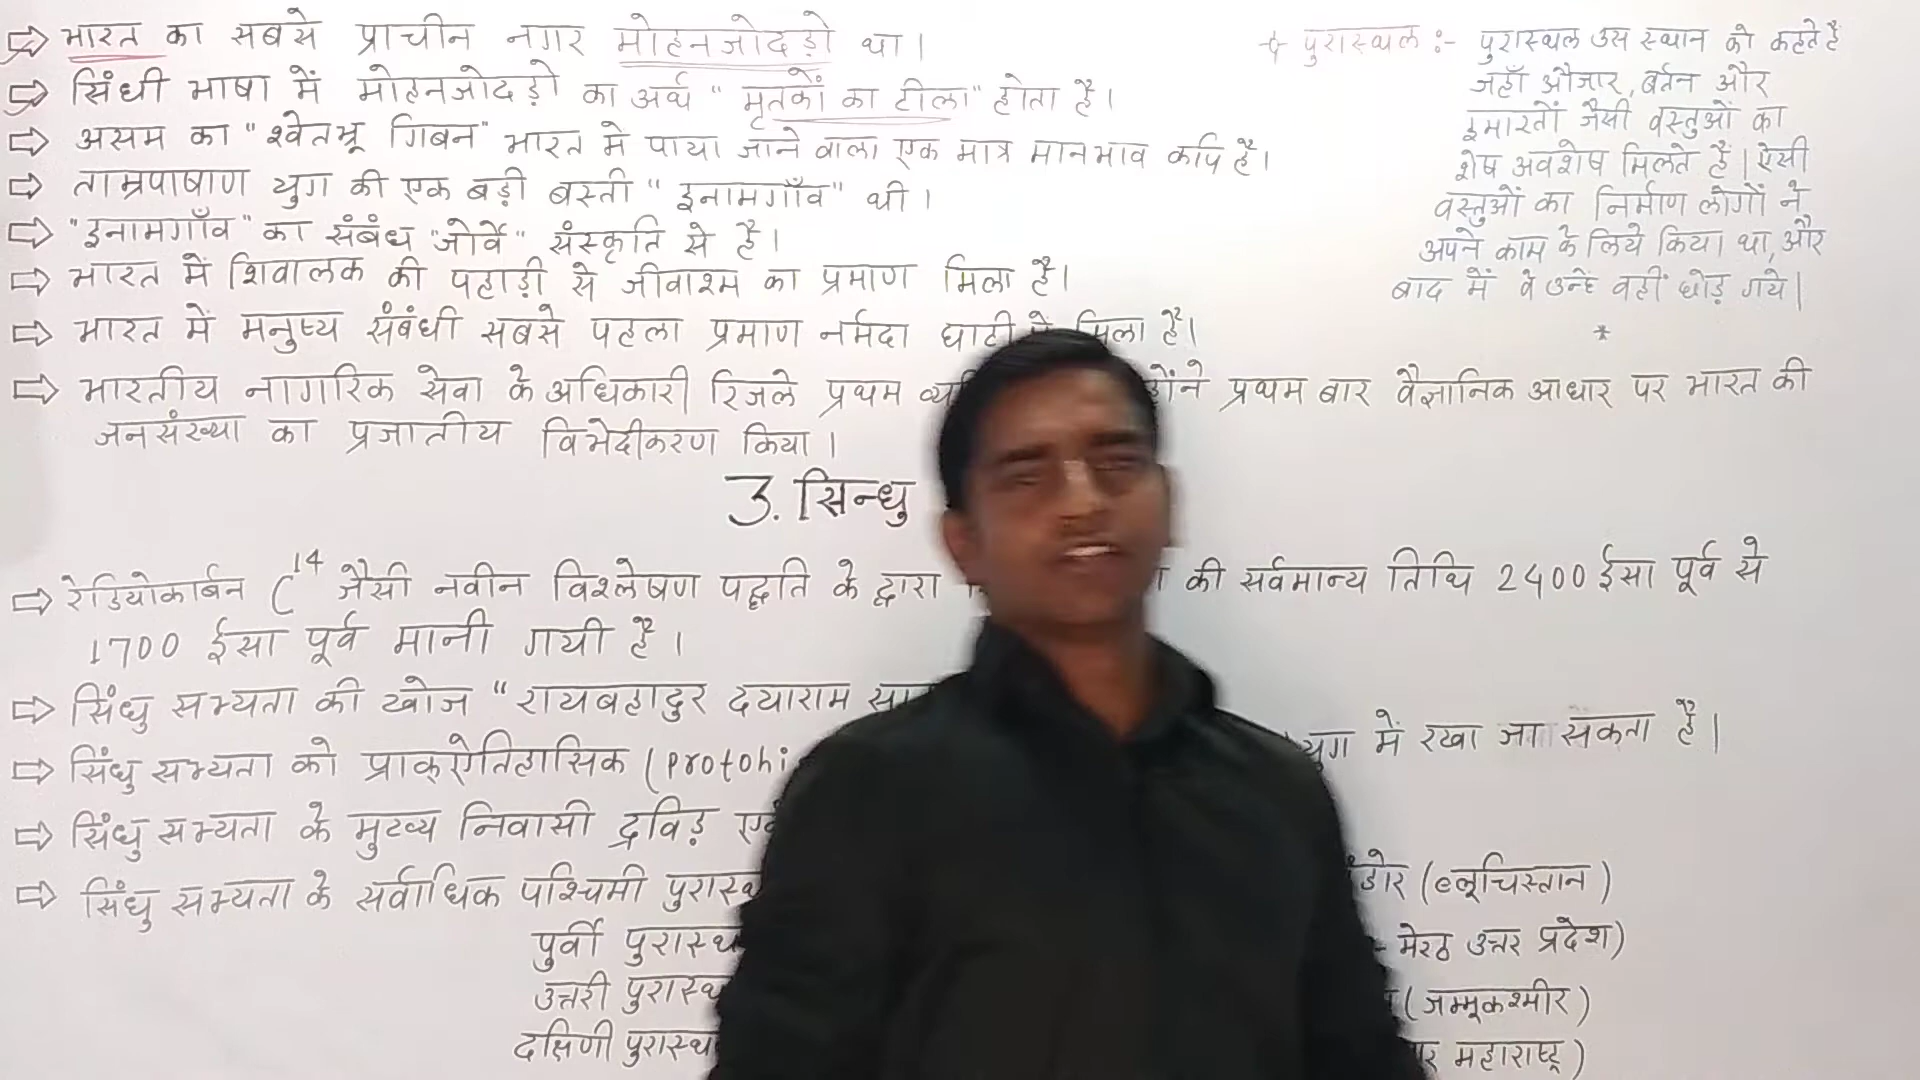 भारत का सबसे प्राचीन नगर मोहनजोदड़ो था।
सिंधी भाषा में मोहनजोदड़ो का अर्थ "मृतकों का टीला" होता है।
असम का "श्वेतभ्रू गिबन" भारत मे पाया जाने वाला एक मात्र मानभाव कपि है।
ताम्रपाषाण युग की एक बड़ी बस्ती "इनामगाँव" थी।
"इनामगाँव" का संबंध "जोर्वे" संस्कृति से है।
भारत में शिवालक की पहाड़ी से जीवाश्म का प्रमाण मिला है।
भारत में मनुष्य संबंधी सबसे पहला प्रमाण नर्मदा घाटी में मिला है।
भारतीय नागरिक सेवा के अधिकारी रिजले प्रथम प्रथम बार वैज्ञानिक आधार पर भारत की
जनसंख्या का प्रजातीय विभेदीकरण किया।
पुरास्थल :- पुरास्थल उस स्थान को कहते हैं
जहाँ औजार, बर्तन और
इमारतों जैसी वस्तुओं का
शेष अवशेष मिलते हैं। ऐसी
वस्तुओं का निर्माण लोगों ने
अपने काम के लिये किया था, और
बाद में वे उन्हें वहीं छोड़ गये।
*
3. सिन्धु
रेडियोकार्बन C14 जैसी नवीन विश्लेषण पद्धति के द्वारा की सर्वमान्य तिथि 2400 ईसा पूर्व से
1700 ईसा पूर्व मानी गयी है।
सिंधु सभ्यता की खोज "रायबहादुर दयाराम
सिंधु सभ्यता को प्राक्ऐतिहासिक (Protohi युग में रखा जा सकता है।
सिंधु सभ्यता के मुख्य निवासी द्रविड़
सिंधु सभ्यता के सर्वाधिक पश्चिमी
पुर्वी मेरठ उत्तर प्रदेश)
उत्तरी (जम्मूकश्मीर)
दक्षिणी महाराष्ट्र)